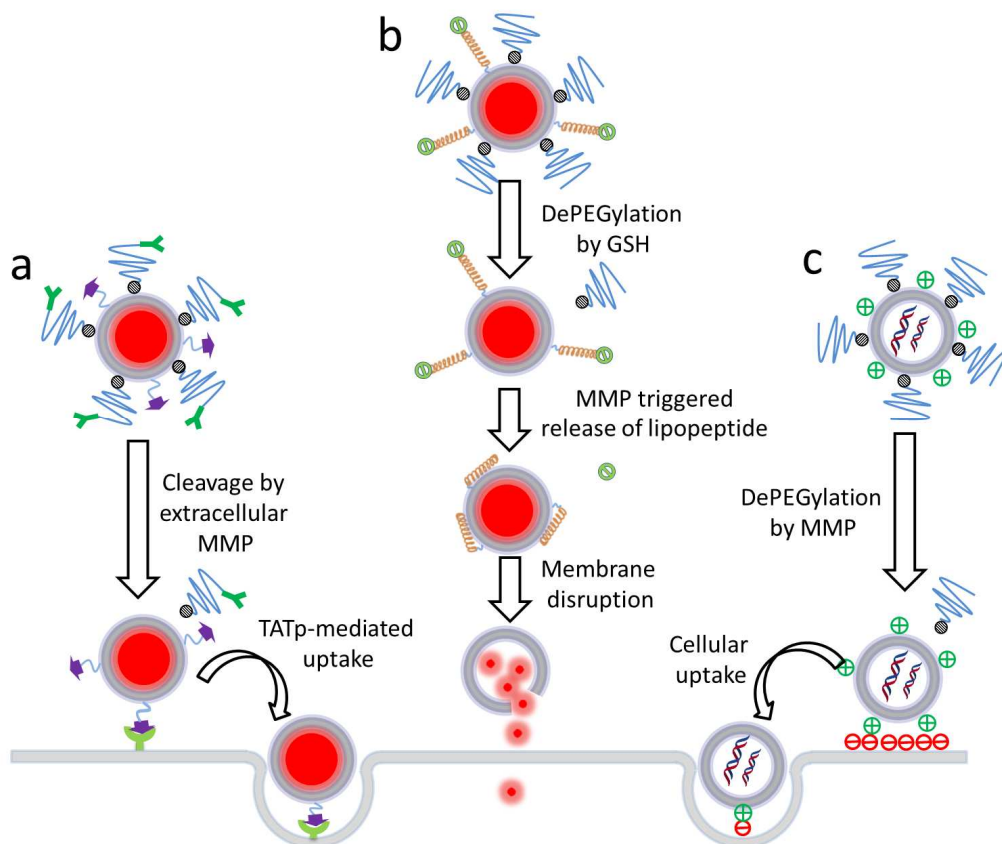 a
Cleavage by
extracellular
MMP
TATp-mediated
uptake
b
DePEGylation
by GSH
MMP triggered
release of lipopeptide
Membrane
disruption
c
DePEGylation
by MMP
Cellular
uptake